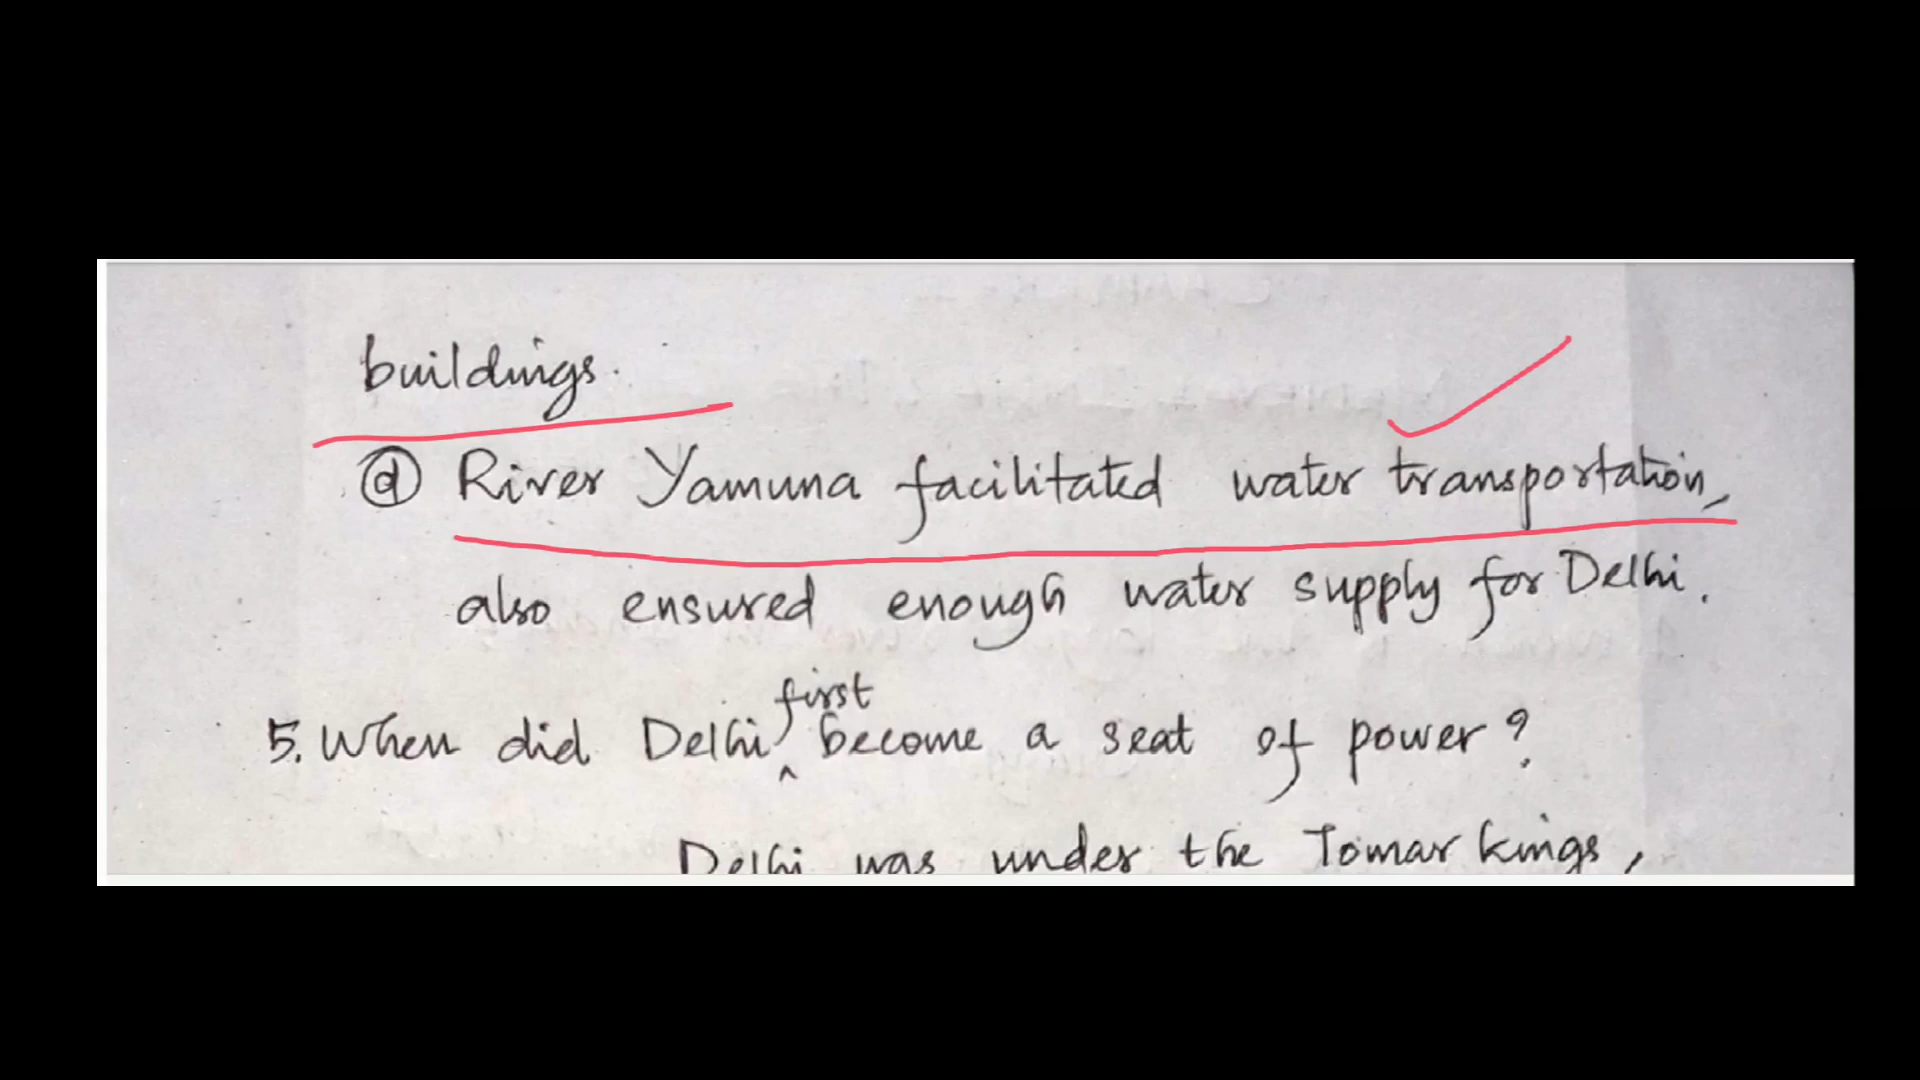 buildings.
(d) River Yamuna facilitated water transportation,
also ensured enough water supply for Delhi.
first
5. When did Delhi ^ become a seat of power?
Delhi was under the Tomar kings,